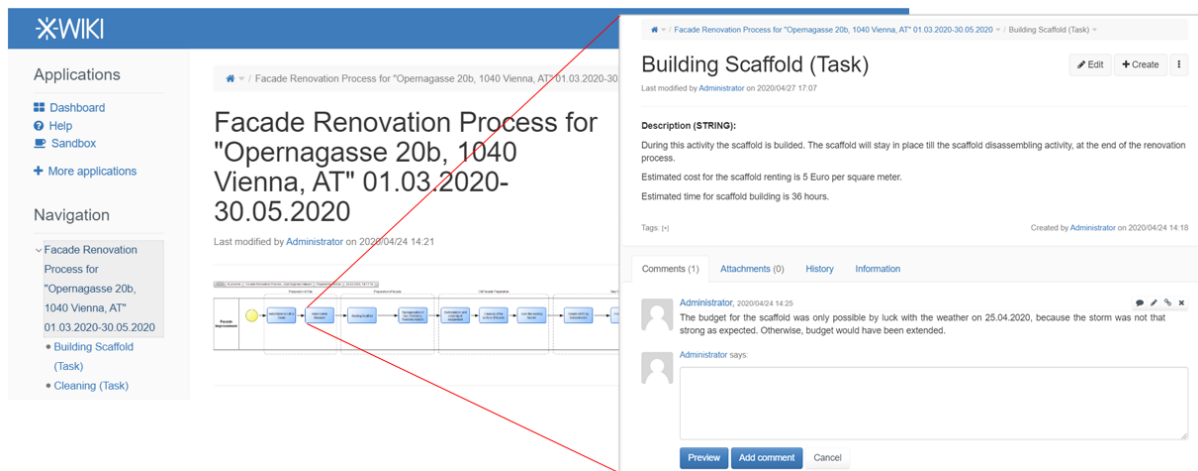 XWIKI
Applications
Dashboard
Help
Sandbox
More applications
Navigation
Facade Renovation
Process for
"Opernagasse 20b,
1040 Vienna, AT"
01.03.2020-30.05.2020
Building Scaffold
(Task)
Cleaning (Task)
/ Facade Renovation Process for "Opernagasse 20b, 1040 Vienna, AT" 01.03.2020-30
Facade Renovation Process for
"Opernagasse 20b, 1040
Vienna, AT" 01.03.2020-
30.05.2020
Last modified by Administrator on 2020/04/24 14:21
/ Facade Renovation Process for "Opernagasse 20b, 1040 Vienna, AT" 01.03.2020-30.05.2020 / Building Scaffold (Task)
Building Scaffold (Task)
Edit
Create
Last modified by Administrator on 2020/04/27 17:07
Description (STRING):
During this activity the scaffold is builded. The scaffold will stay in place till the scaffold disassembling activity, at the end of the renovation
process.
Estimated cost for the scaffold renting is 5 Euro per square meter.
Estimated time for scaffold building is 36 hours.
Tags: [+]
Created by Administrator on 2020/04/24 14:18
Comments (1)
Attachments (0)
History
Information
Administrator, 2020/04/24 14:25
The budget for the scaffold was only possible by luck with the weather on 25.04.2020, because the storm was not that
strong as expected. Otherwise, budget would have been extended.
Administrator says:
Preview
Add comment
Cancel